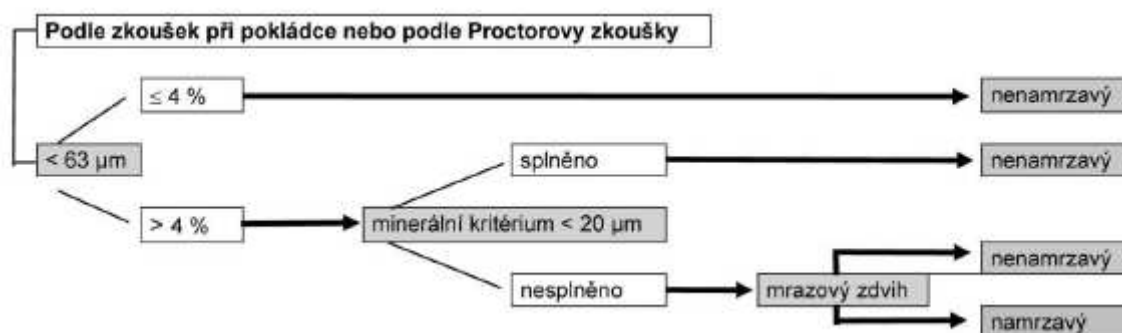 Podle zkoušek při pokládce nebo podle Proctorovy zkoušky
≤ 4 %
nenamrzavý
< 63 µm
splněno
nenamrzavý
> 4 %
minerální kritérium < 20 µm
nenamrzavý
nesplněno
mrazový zdvih
namrzavý